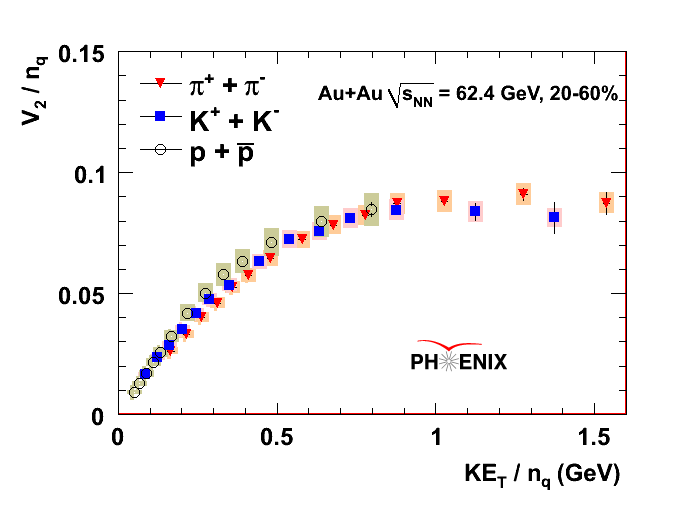 0.15
V2 / nq
π+ + π-
Au+Au √sNN = 62.4 GeV, 20-60%
K+ + K-
p + p̅
0.1
0.05
PHENIX
0
0 0.5 1 1.5
KET / nq (GeV)